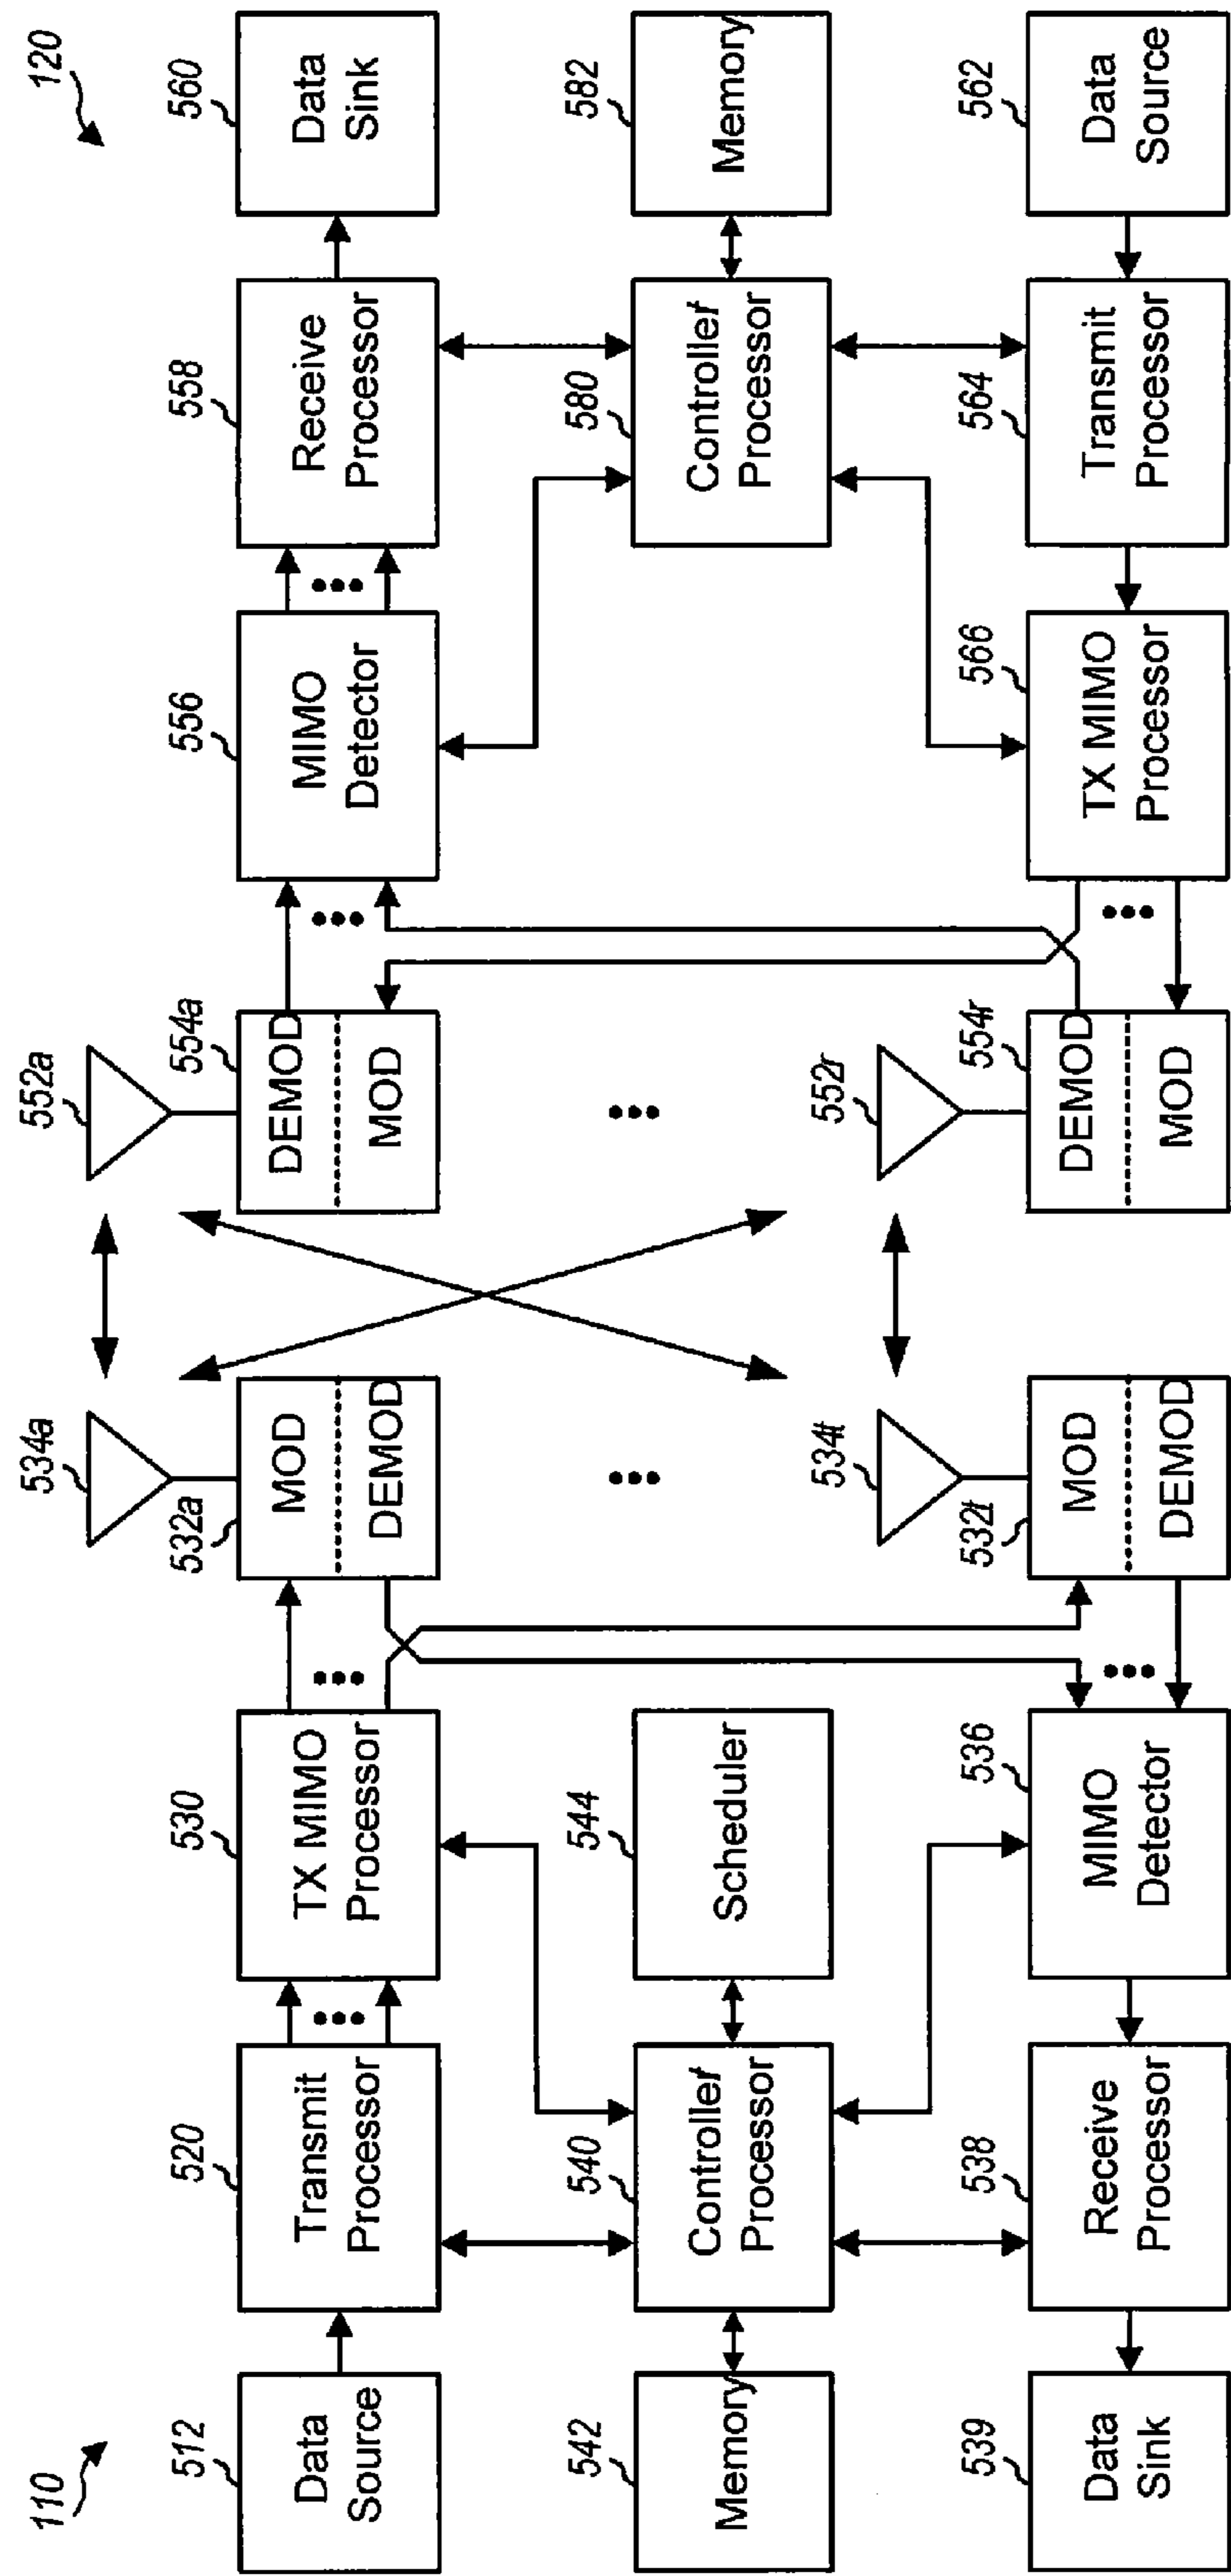 110
120
512
Data
Source
520
Transmit
Processor
530
TX MIMO
Processor
532a
MOD
DEMOD
534a
552a
554a
DEMOD
MOD
556
MIMO
Detector
558
Receive
Processor
560
Data
Sink
542
Memory
540
Controller/
Processor
544
Scheduler
580
Controller/
Processor
582
Memory
539
Data
Sink
538
Receive
Processor
536
MIMO
Detector
532t
MOD
DEMOD
534t
552r
554r
DEMOD
MOD
566
TX MIMO
Processor
564
Transmit
Processor
562
Data
Source